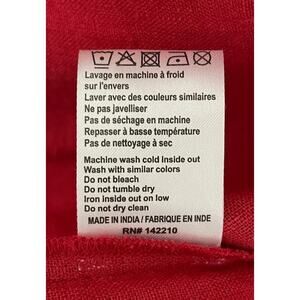 Lavage en machine à froid
sur l'envers
Laver avec des couleurs similaires
Ne pas javelliser
Pas de séchage en machine
Repasser à basse température
Pas de nettoyage à sec
Machine wash cold Inside out
Wash with similar colors
Do not bleach
Do not tumble dry
Iron inside out on low
Do not dry clean
MADE IN INDIA / FABRIQUE EN INDE
RN# 142210